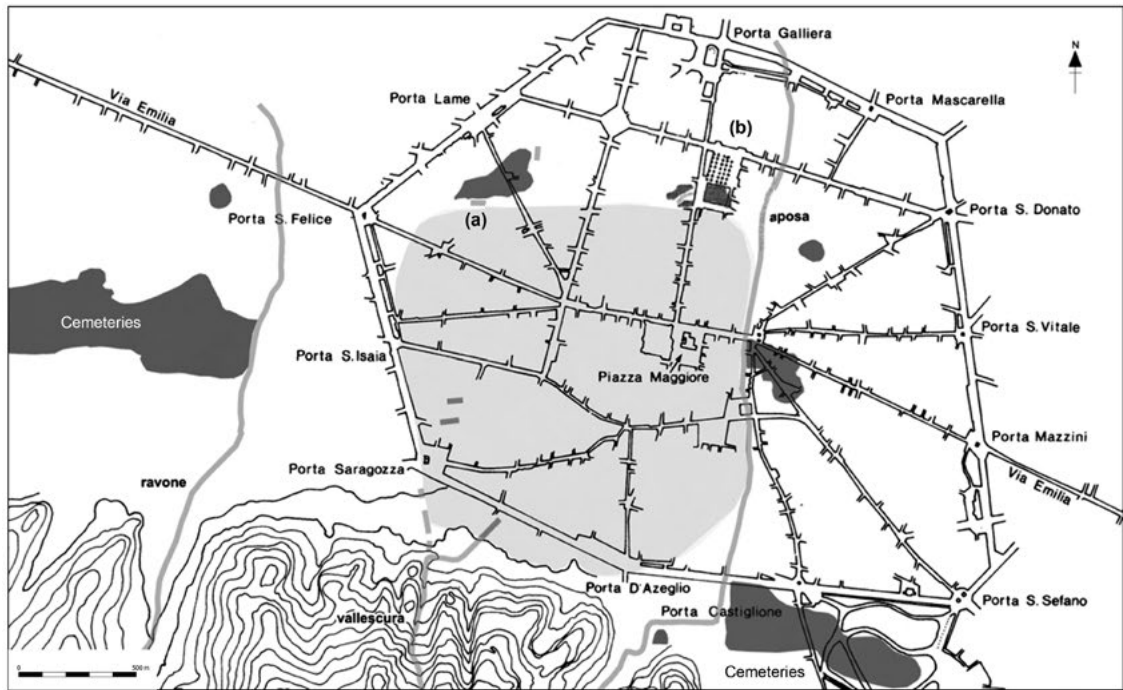 Porta Galliera
N
Via Emilia
Porta Lame
Porta Mascarella
(b)
Porta S. Felice
(a)
aposa
Porta S. Donato
Cemeteries
Porta S. Vitale
Porta S.Isaia
Piazza Maggiore
Porta Mazzini
Porta Saragozza
ravone
Via Emilia
Porta D'Azeglio
Porta Castiglione
Porta S. Sefano
vallescura
Cemeteries
0
500 m